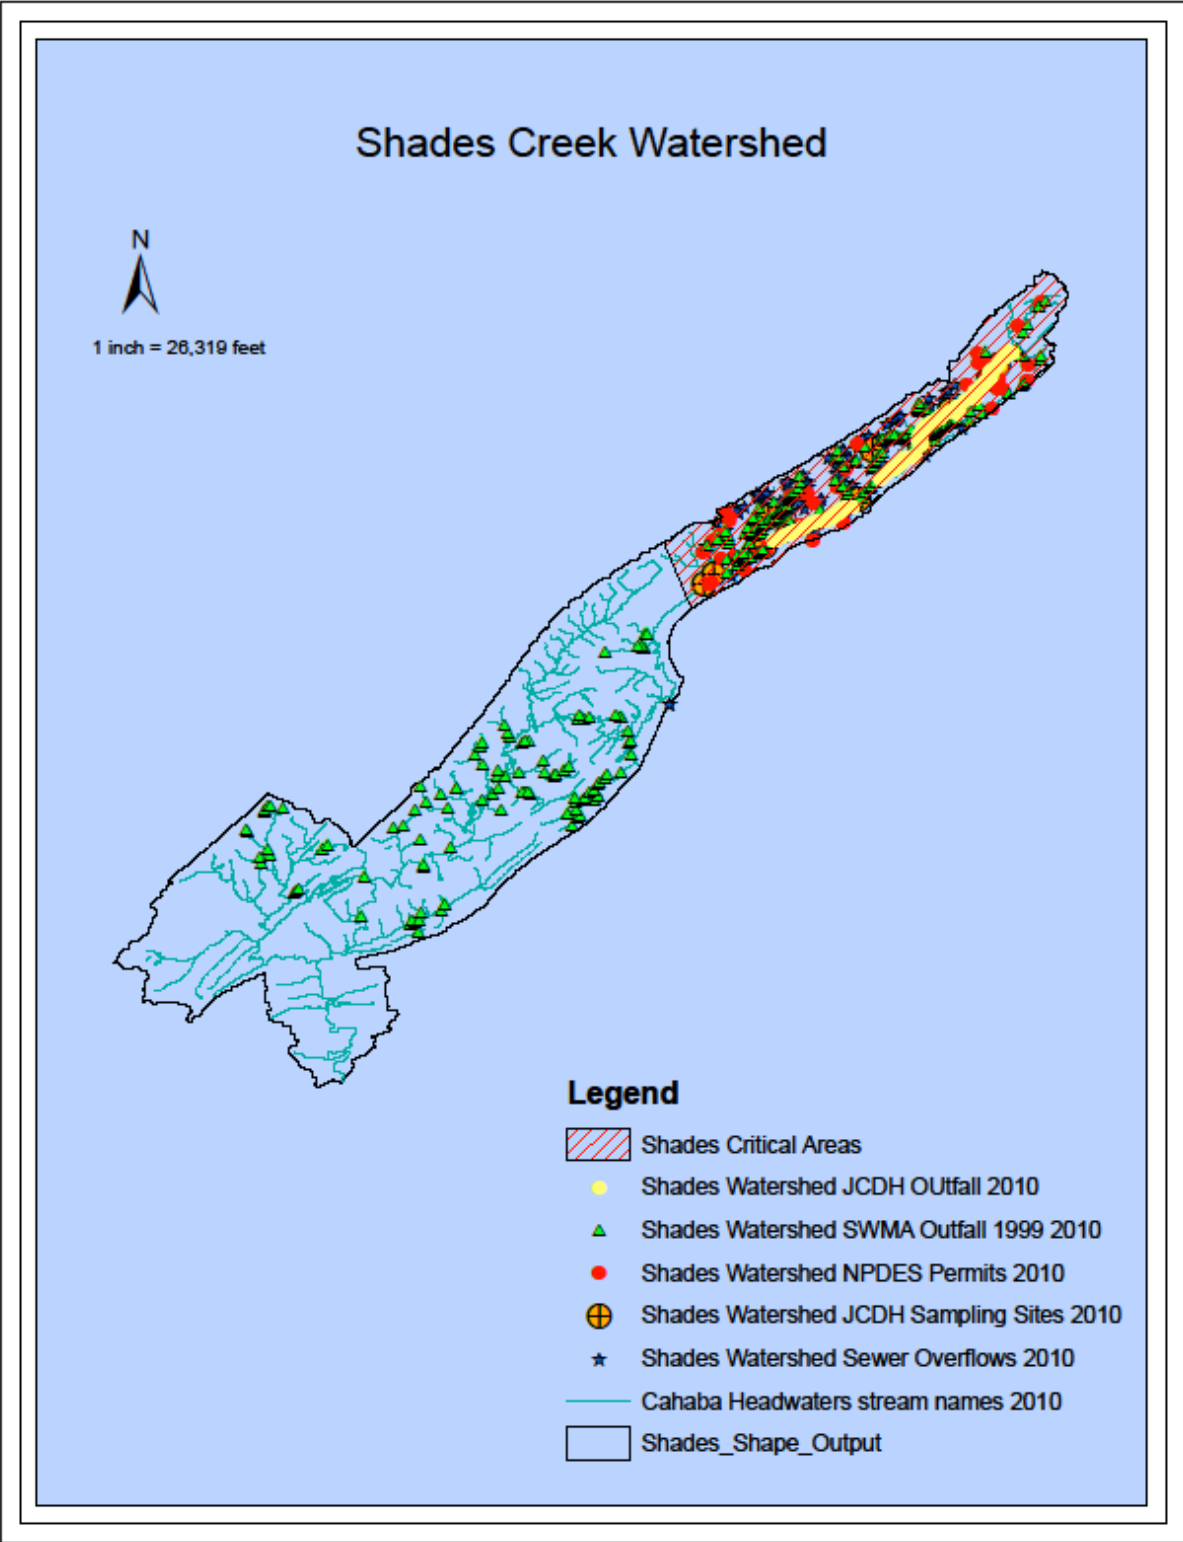 Shades Creek Watershed
N
1 inch = 26,319 feet
Legend
Shades Critical Areas
Shades Watershed JCDH OUtfall 2010
Shades Watershed SWMA Outfall 1999 2010
Shades Watershed NPDES Permits 2010
Shades Watershed JCDH Sampling Sites 2010
Shades Watershed Sewer Overflows 2010
Cahaba Headwaters stream names 2010
Shades_Shape_Output